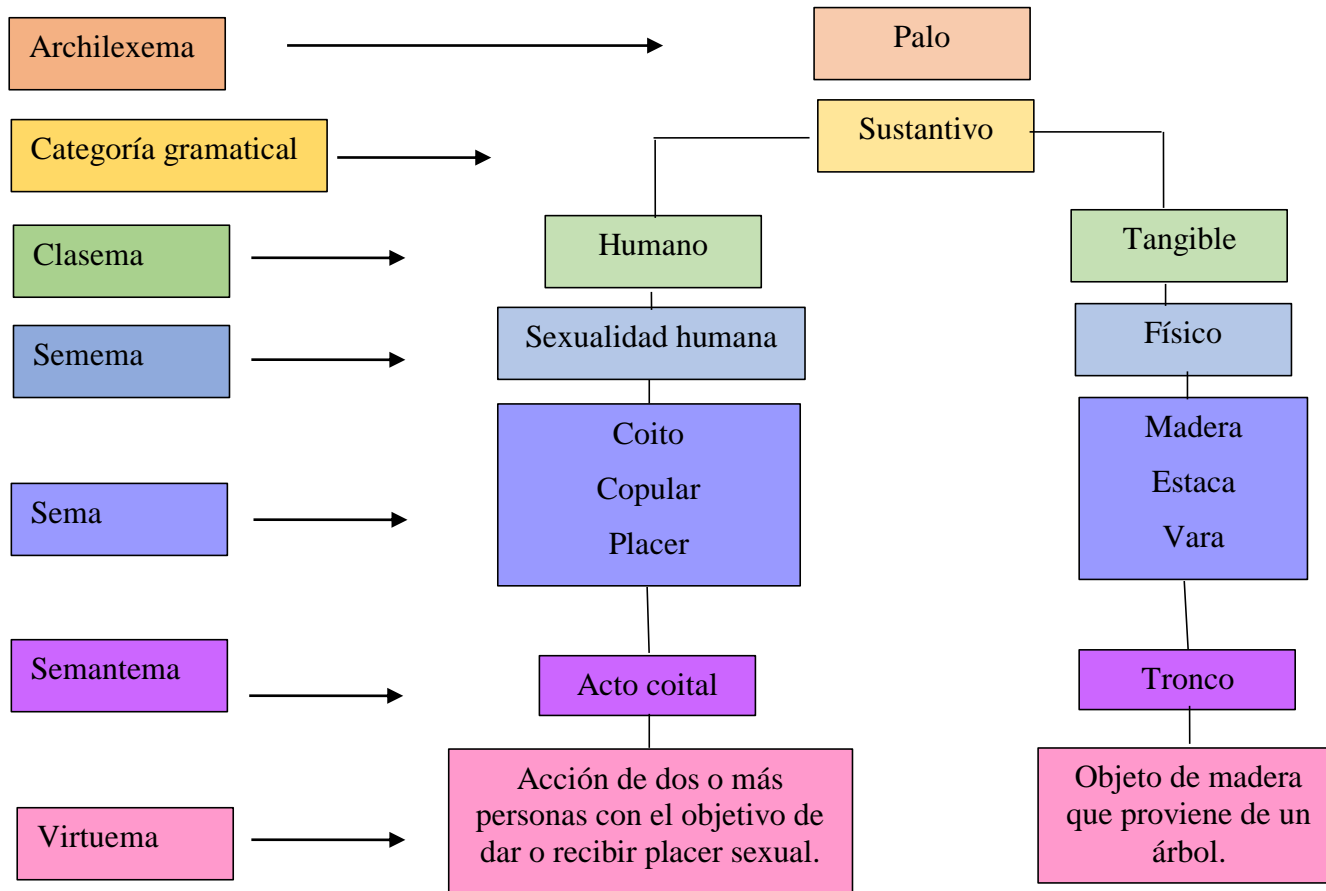 Archilexema
Palo
Categoría gramatical
Sustantivo
Clasema
Humano
Tangible
Semema
Sexualidad humana
Físico
Sema
Coito
Copular
Placer
Madera
Estaca
Vara
Semantema
Acto coital
Tronco
Virtuema
Acción de dos o más
personas con el objetivo de
dar o recibir placer sexual.
Objeto de madera
que proviene de un
árbol.